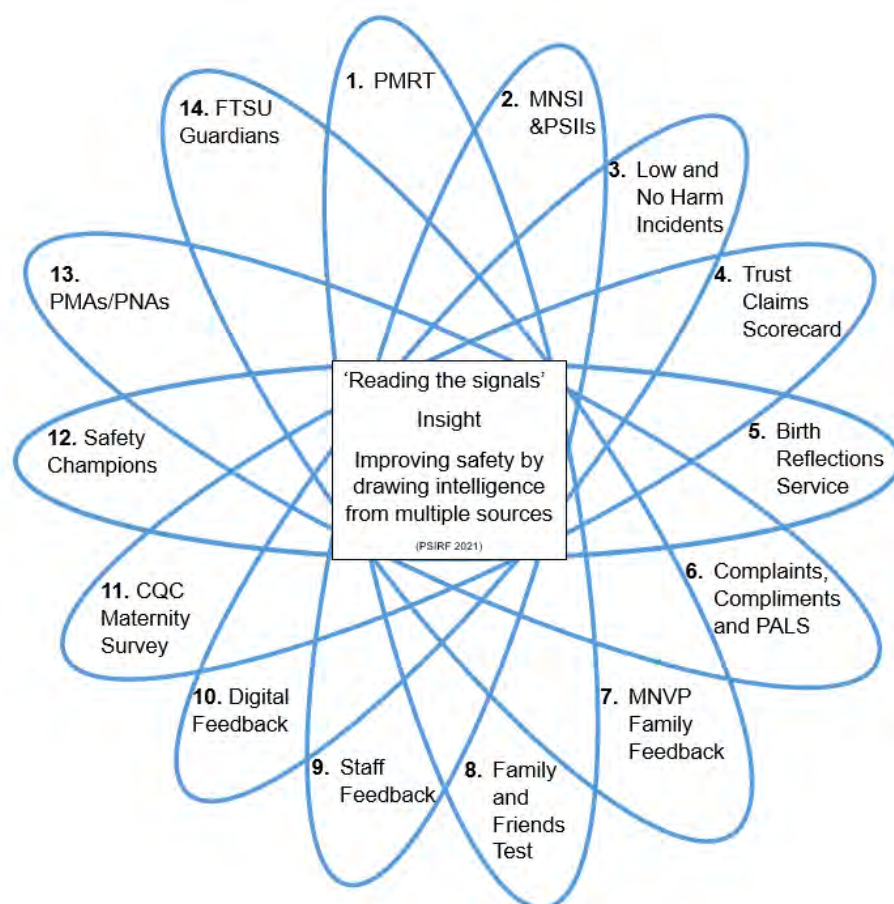 1. PMRT
2. MNSI
&PSIIs
3. Low and
No Harm
Incidents
4. Trust
Claims
Scorecard
5. Birth
Reflections
Service
6. Complaints,
Compliments
and PALS
7. MNVP
Family
Feedback
8. Family
and
Friends
Test
9. Staff
Feedback
10. Digital
Feedback
11. CQC
Maternity
Survey
12. Safety
Champions
13.
PMAs/PNAs
14. FTSU
Guardians
‘Reading the signals’
Insight
Improving safety by
drawing intelligence
from multiple sources
(PSIRF 2021)